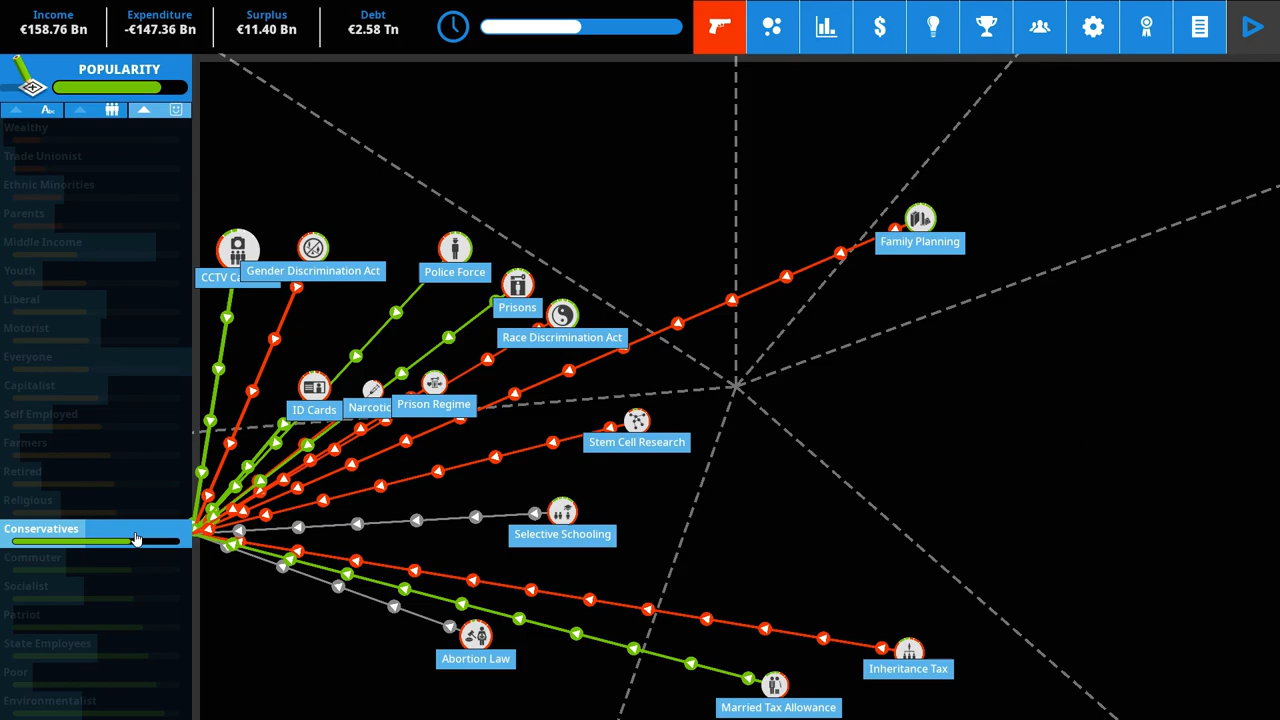 Income
€158.76 Bn
Expenditure
-€147.36 Bn
Surplus
€11.40 Bn
Debt
€2.58 Tn
POPULARITY
Wealthy
Trade Unionist
Ethnic Minorities
Parents
Middle Income
Youth
Liberal
Motorist
Everyone
Capitalist
Self Employed
Farmers
Retired
Religious
Conservatives
Commuter
Socialist
Patriot
State Employees
Poor
Environmentalist
CCTV
Gender Discrimination Act
Police Force
Family Planning
Prisons
Race Discrimination Act
ID Cards
Prison Regime
Stem Cell Research
Selective Schooling
Abortion Law
Inheritance Tax
Married Tax Allowance